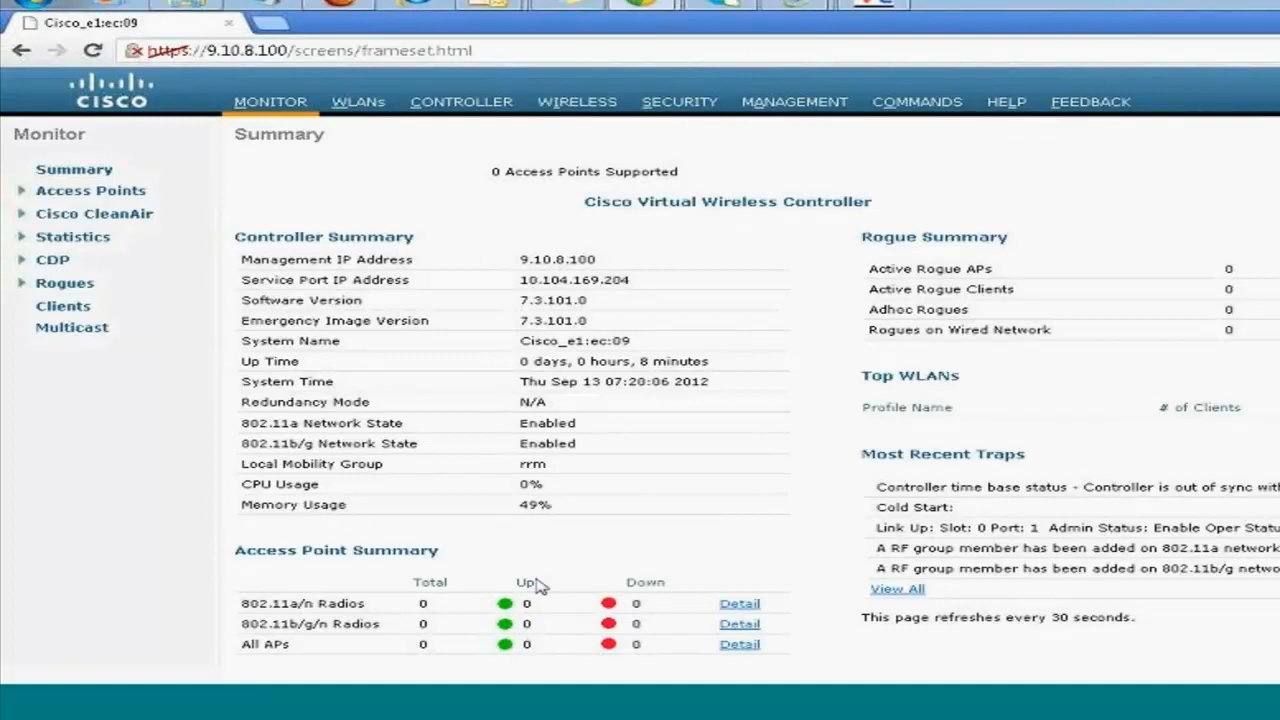 Cisco_e1:ec:09
https://9.10.8.100/screens/frameset.html
CISCO
MONITOR WLANs CONTROLLER WIRELESS SECURITY MANAGEMENT COMMANDS HELP FEEDBACK
Monitor
Summary
Access Points
Cisco CleanAir
Statistics
CDP
Rogues
Clients
Multicast
Summary
0 Access Points Supported
Cisco Virtual Wireless Controller
Controller Summary
Management IP Address 9.10.8.100
Service Port IP Address 10.104.169.204
Software Version 7.3.101.0
Emergency Image Version 7.3.101.0
System Name Cisco_e1:ec:09
Up Time 0 days, 0 hours, 8 minutes
System Time Thu Sep 13 07:20:06 2012
Redundancy Mode N/A
802.11a Network State Enabled
802.11b/g Network State Enabled
Local Mobility Group rrm
CPU Usage 0%
Memory Usage 49%
Access Point Summary
Total Up Down
802.11a/n Radios 0 0 0 Detail
802.11b/g/n Radios 0 0 0 Detail
All APs 0 0 0 Detail
Rogue Summary
Active Rogue APs 0
Active Rogue Clients 0
Adhoc Rogues 0
Rogues on Wired Network 0
Top WLANs
Profile Name # of Clients
Most Recent Traps
Controller time base status - Controller is out of sync with
Cold Start:
Link Up: Slot: 0 Port: 1 Admin Status: Enable Oper Statu
A RF group member has been added on 802.11a network
A RF group member has been added on 802.11b/g netwo
View All
This page refreshes every 30 seconds.